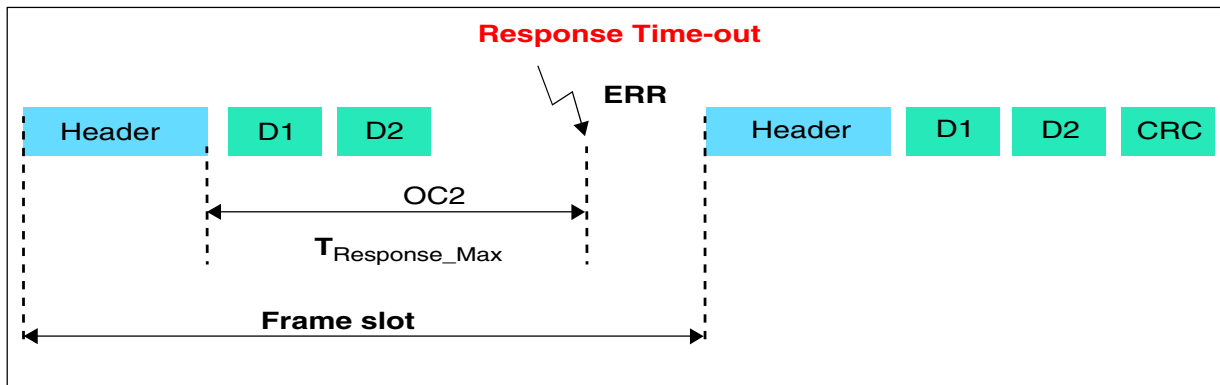 Response Time-out
ERR
Header D1 D2 Header D1 D2 CRC
OC2
TResponse_Max
Frame slot